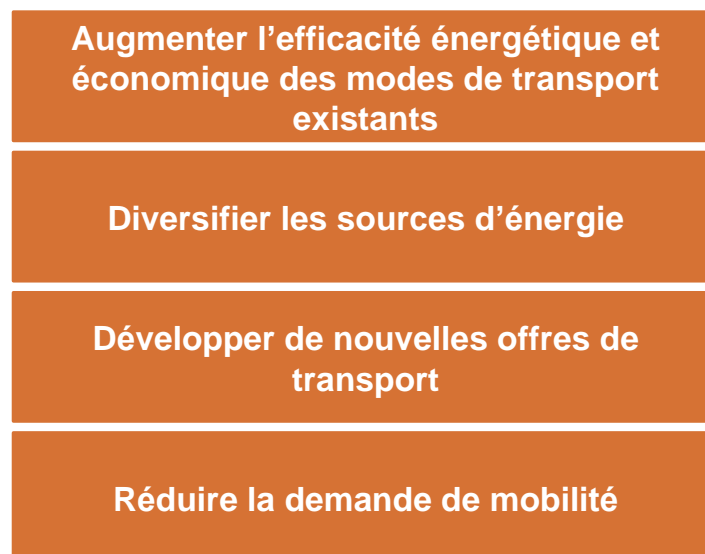 Augmenter l’efficacité énergétique et
économique des modes de transport
existants
Diversifier les sources d’énergie
Développer de nouvelles offres de
transport
Réduire la demande de mobilité